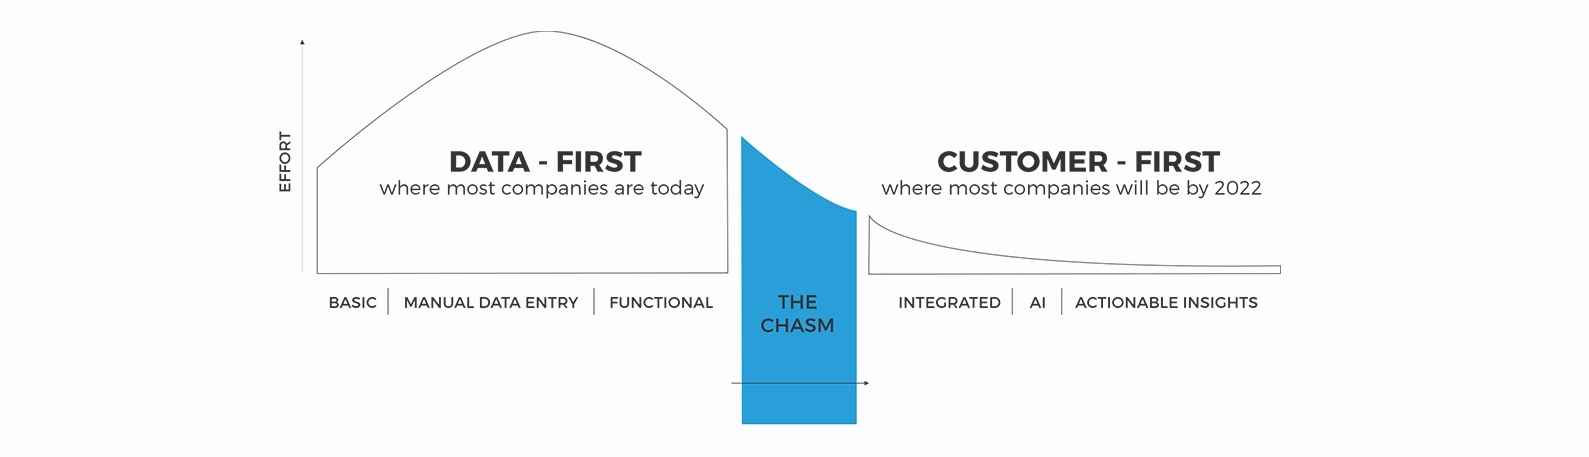 EFFORT
DATA - FIRST
where most companies are today
BASIC | MANUAL DATA ENTRY | FUNCTIONAL
THE
CHASM
CUSTOMER - FIRST
where most companies will be by 2022
INTEGRATED | AI | ACTIONABLE INSIGHTS